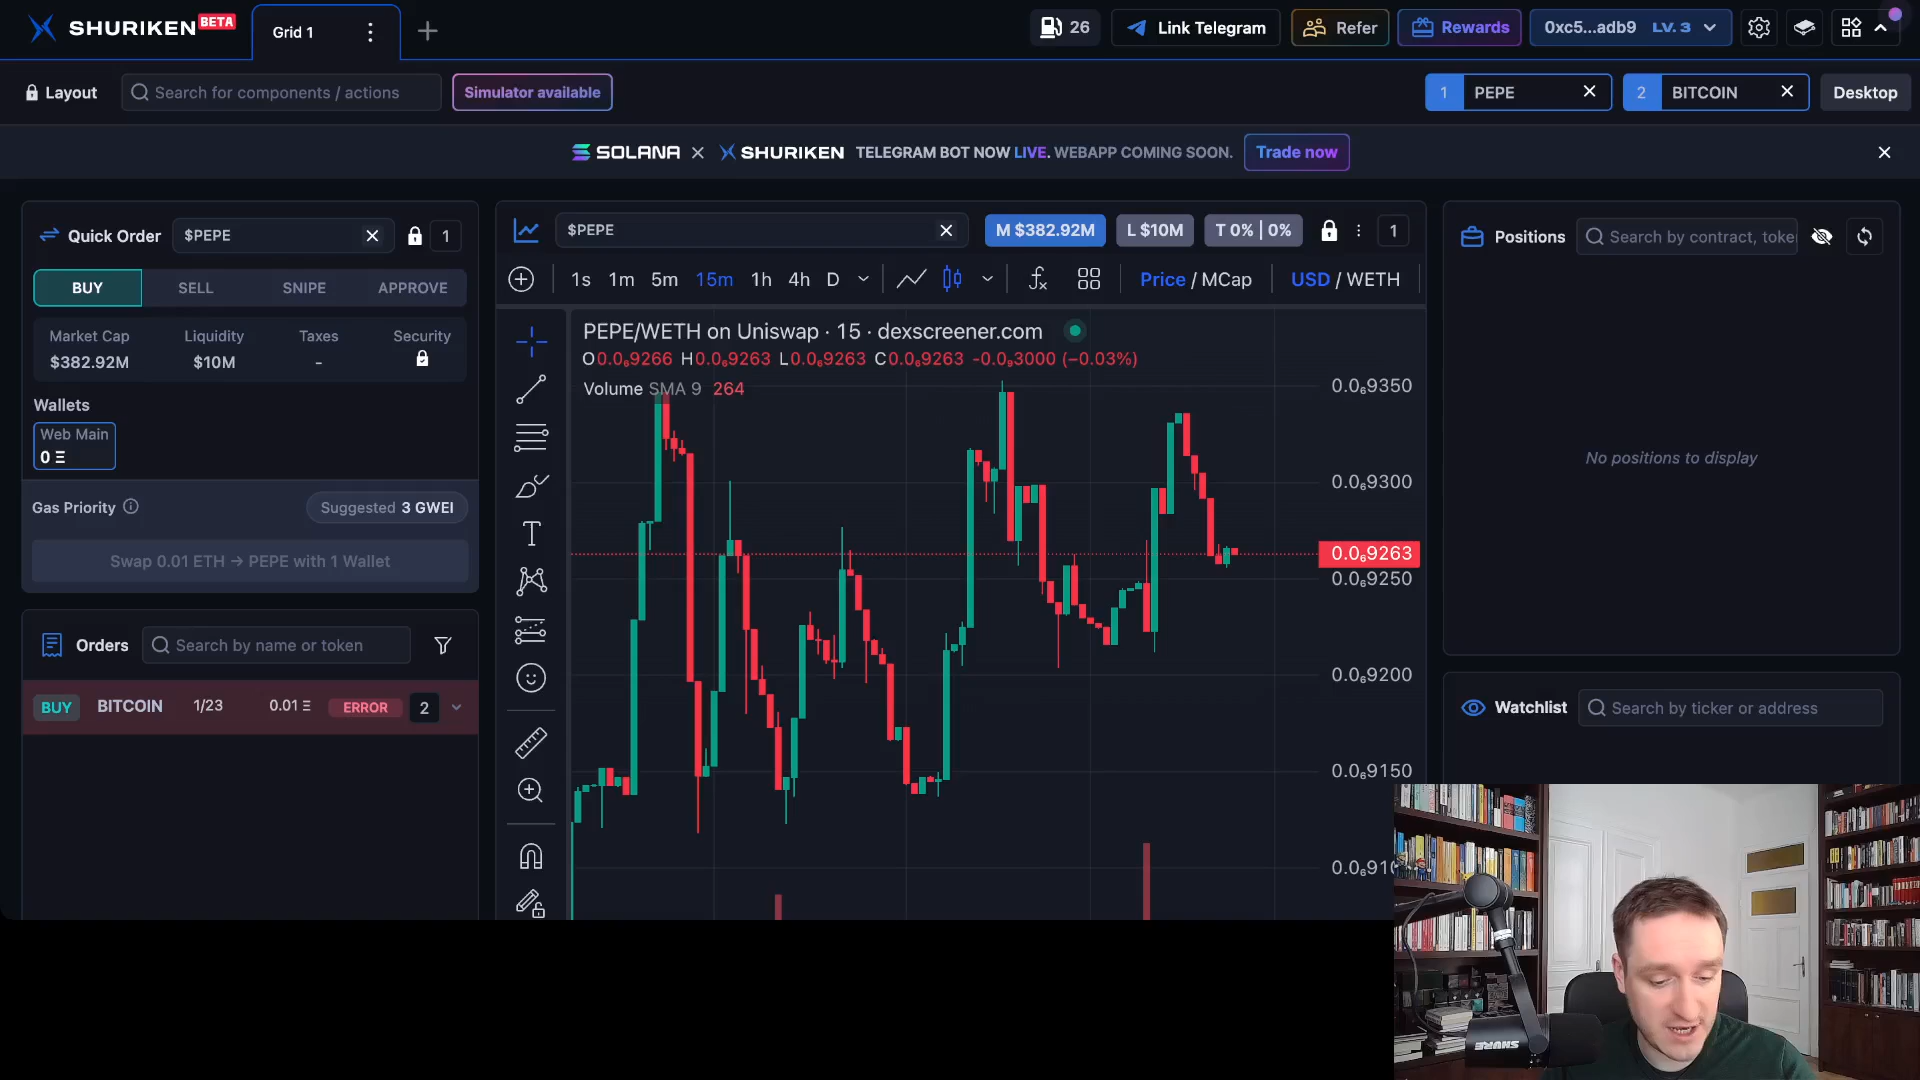 SHURIKEN BETA
Grid 1
26
Link Telegram
Refer
Rewards
0xc5...adb9 LV. 3
Layout
Search for components / actions
Simulator available
1 PEPE
2 BITCOIN
Desktop
SOLANA × SHURIKEN TELEGRAM BOT NOW LIVE. WEBAPP COMING SOON. Trade now
Quick Order
$PEPE
1
BUY SELL SNIPE APPROVE
Market Cap Liquidity Taxes Security
$382.92M $10M -
Wallets
Web Main
0 Ξ
Gas Priority
Suggested 3 GWEI
Swap 0.01 ETH → PEPE with 1 Wallet
Orders
Search by name or token
BUY BITCOIN 1/23 0.01 Ξ ERROR 2
$PEPE
M $382.92M L $10M T 0% | 0%
1
1s 1m 5m 15m 1h 4h D
Price / MCap
USD / WETH
PEPE/WETH on Uniswap · 15 · dexscreener.com
O0.0₆9266 H0.0₆9263 L0.0₆9263 C0.0₆9263 -0.0₉3000 (−0.03%)
Volume SMA 9 264
0.0₆9350
0.0₆9300
0.0₆9263
0.0₆9250
0.0₆9200
0.0₆9150
0.0₆910
Positions
Search by contract, toke
No positions to display
Watchlist
Search by ticker or address
SHURE